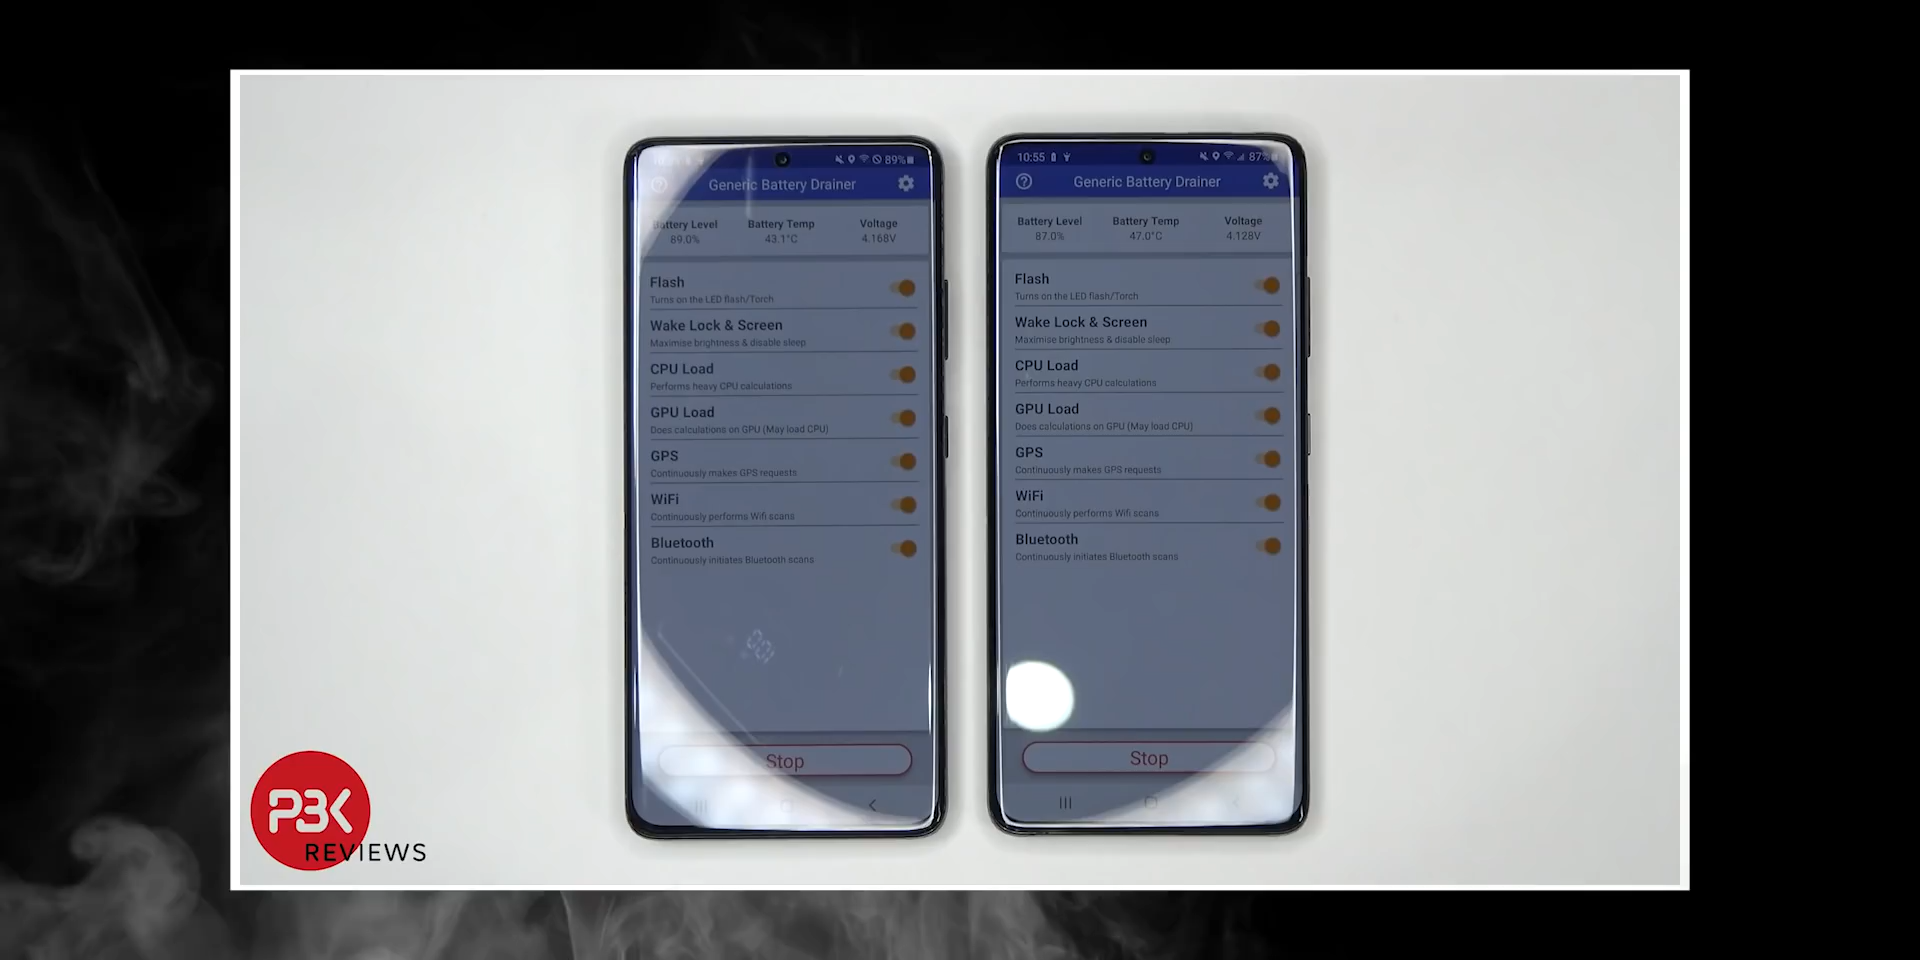 89%
Generic Battery Drainer
Battery Level Battery Temp Voltage
89.0% 43.1°C 4.168V
Flash
Turns on the LED flash/Torch
Wake Lock & Screen
Maximise brightness & disable sleep
CPU Load
Performs heavy CPU calculations
GPU Load
Does calculations on GPU (May load CPU)
GPS
Continuously makes GPS requests
WiFi
Continuously performs Wifi scans
Bluetooth
Continuously initiates Bluetooth scans
Stop
10:55 87%
Generic Battery Drainer
Battery Level Battery Temp Voltage
87.0% 47.0°C 4.128V
Flash
Turns on the LED flash/Torch
Wake Lock & Screen
Maximise brightness & disable sleep
CPU Load
Performs heavy CPU calculations
GPU Load
Does calculations on GPU (May load CPU)
GPS
Continuously makes GPS requests
WiFi
Continuously performs Wifi scans
Bluetooth
Continuously initiates Bluetooth scans
Stop
PBK
REVIEWS